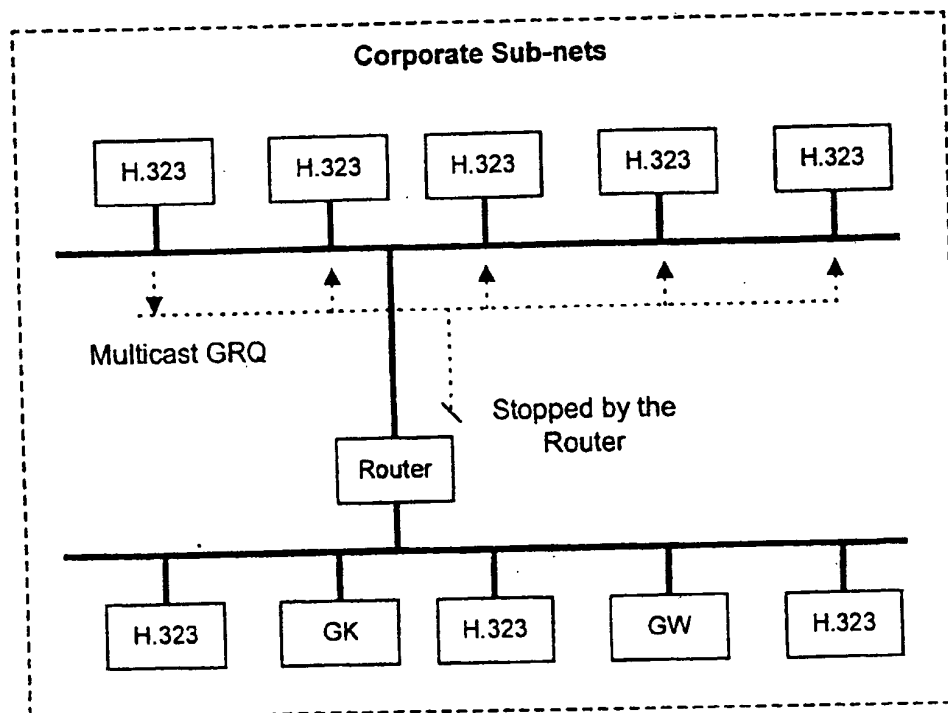 Corporate Sub-nets
H.323
H.323
H.323
H.323
H.323
Multicast GRQ
Stopped by the
Router
Router
H.323
GK
H.323
GW
H.323